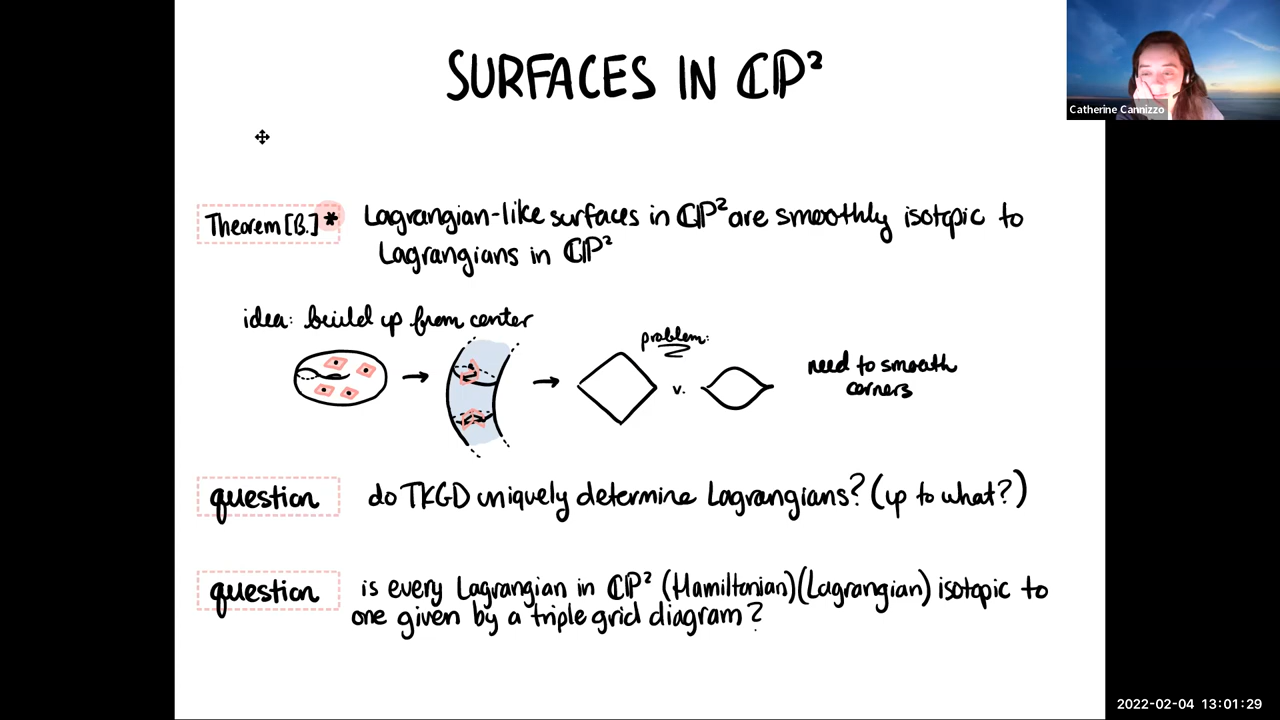 SURFACES IN ℂℙ²
Catherine Cannizzo
Theorem [B.]* Lagrangian-like surfaces in ℂℙ² are smoothly isotopic to
Lagrangians in ℂℙ²
idea: build up from center
problem:
v.
need to smooth
corners
question do TKGD uniquely determine Lagrangians? (up to what?)
question is every Lagrangian in ℂℙ² (Hamiltonian)(Lagrangian) isotopic to
one given by a triple grid diagram?
2022-02-04 13:01:29